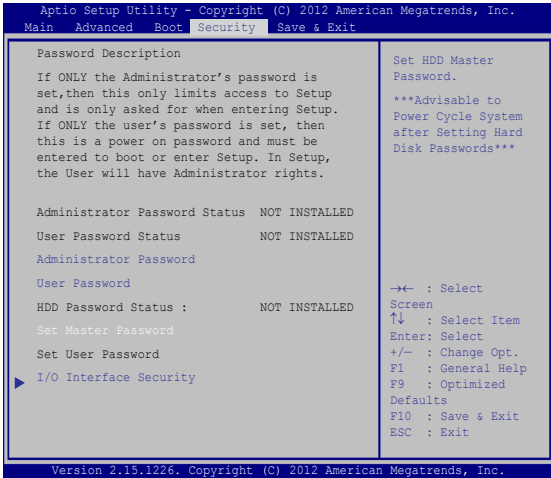 Aptio Setup Utility - Copyright (C) 2012 American Megatrends, Inc.
Main Advanced Boot Security Save & Exit
Password Description
If ONLY the Administrator's password is
set,then this only limits access to Setup
and is only asked for when entering Setup.
If ONLY the user's password is set, then
this is a power on password and must be
entered to boot or enter Setup. In Setup,
the User will have Administrator rights.
Administrator Password Status NOT INSTALLED
User Password Status NOT INSTALLED
Administrator Password
User Password
HDD Password Status : NOT INSTALLED
Set Master Password
Set User Password
I/O Interface Security
Set HDD Master
Password.
***Advisable to
Power Cycle System
after Setting Hard
Disk Passwords***
→← : Select
Screen
↑↓ : Select Item
Enter: Select
+/— : Change Opt.
F1 : General Help
F9 : Optimized
Defaults
F10 : Save & Exit
ESC : Exit
Version 2.15.1226. Copyright (C) 2012 American Megatrends, Inc.